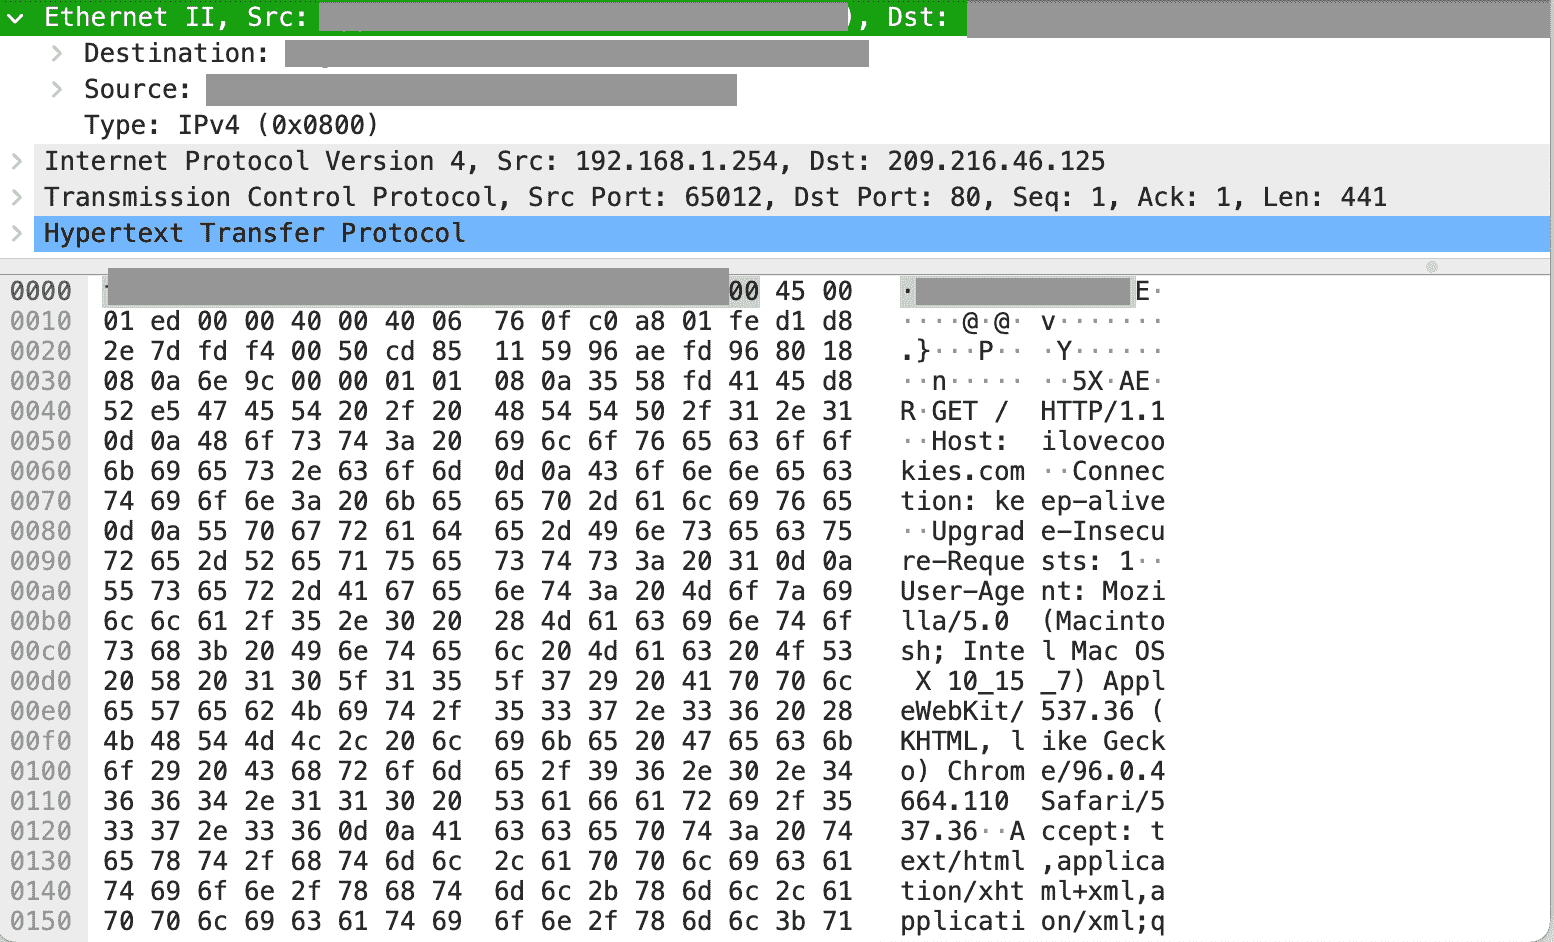 Ethernet II, Src: ), Dst:
Destination:
Source:
Type: IPv4 (0x0800)
Internet Protocol Version 4, Src: 192.168.1.254, Dst: 209.216.46.125
Transmission Control Protocol, Src Port: 65012, Dst Port: 80, Seq: 1, Ack: 1, Len: 441
Hypertext Transfer Protocol
0000 00 45 00 · E·
0010 01 ed 00 00 40 00 40 06 76 0f c0 a8 01 fe d1 d8 ····@·@· v·······
0020 2e 7d fd f4 00 50 cd 85 11 59 96 ae fd 96 80 18 .}···P·· ·Y······
0030 08 0a 6e 9c 00 00 01 01 08 0a 35 58 fd 41 45 d8 ··n····· ··5X·AE·
0040 52 e5 47 45 54 20 2f 20 48 54 54 50 2f 31 2e 31 R·GET / HTTP/1.1
0050 0d 0a 48 6f 73 74 3a 20 69 6c 6f 76 65 63 6f 6f ··Host: ilovecoo
0060 6b 69 65 73 2e 63 6f 6d 0d 0a 43 6f 6e 6e 65 63 kies.com ··Connec
0070 74 69 6f 6e 3a 20 6b 65 65 70 2d 61 6c 69 76 65 tion: ke ep-alive
0080 0d 0a 55 70 67 72 61 64 65 2d 49 6e 73 65 63 75 ··Upgrad e-Insecu
0090 72 65 2d 52 65 71 75 65 73 74 73 3a 20 31 0d 0a re-Reque sts: 1··
00a0 55 73 65 72 2d 41 67 65 6e 74 3a 20 4d 6f 7a 69 User-Age nt: Mozi
00b0 6c 6c 61 2f 35 2e 30 20 28 4d 61 63 69 6e 74 6f lla/5.0 (Macinto
00c0 73 68 3b 20 49 6e 74 65 6c 20 4d 61 63 20 4f 53 sh; Inte l Mac OS
00d0 20 58 20 31 30 5f 31 35 5f 37 29 20 41 70 70 6c X 10_15 _7) Appl
00e0 65 57 65 62 4b 69 74 2f 35 33 37 2e 33 36 20 28 eWebKit/ 537.36 (
00f0 4b 48 54 4d 4c 2c 20 6c 69 6b 65 20 47 65 63 6b KHTML, l ike Geck
0100 6f 29 20 43 68 72 6f 6d 65 2f 39 36 2e 30 2e 34 o) Chrom e/96.0.4
0110 36 36 34 2e 31 31 30 20 53 61 66 61 72 69 2f 35 664.110 Safari/5
0120 33 37 2e 33 36 0d 0a 41 63 63 65 70 74 3a 20 74 37.36··A ccept: t
0130 65 78 74 2f 68 74 6d 6c 2c 61 70 70 6c 69 63 61 ext/html ,applica
0140 74 69 6f 6e 2f 78 68 74 6d 6c 2b 78 6d 6c 2c 61 tion/xht ml+xml,a
0150 70 70 6c 69 63 61 74 69 6f 6e 2f 78 6d 6c 3b 71 pplicati on/xml;q